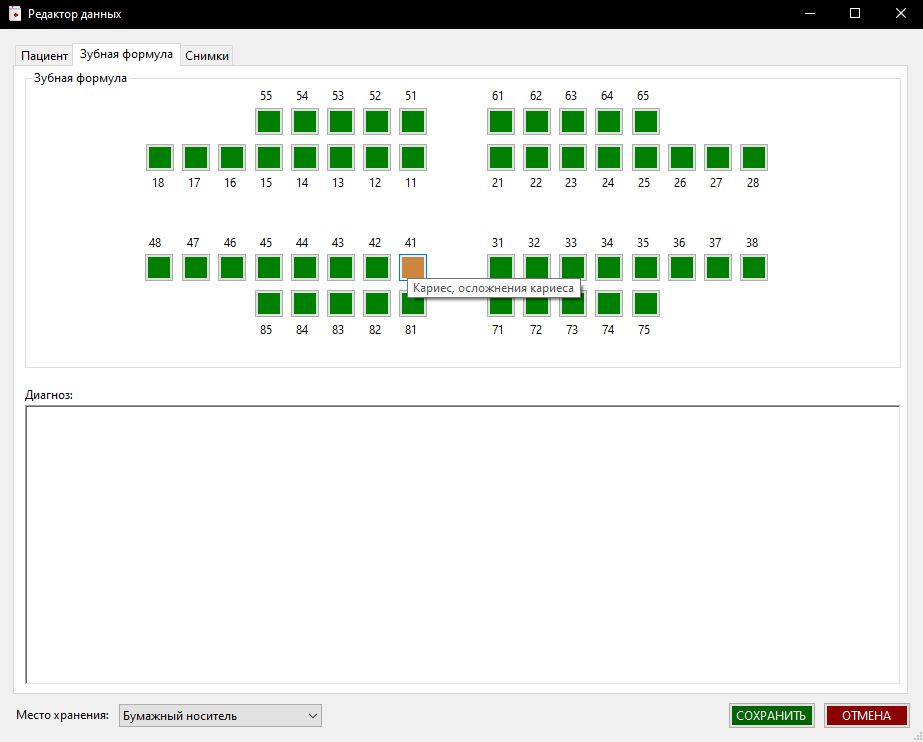 Редактор данных
Пациент Зубная формула Снимки
Зубная формула
55 54 53 52 51 61 62 63 64 65
18 17 16 15 14 13 12 11 21 22 23 24 25 26 27 28
48 47 46 45 44 43 42 41 31 32 33 34 35 36 37 38
Кариес, осложнения кариеса
85 84 83 82 81 71 72 73 74 75
Диагноз:
Место хранения: Бумажный носитель СОХРАНИТЬ ОТМЕНА